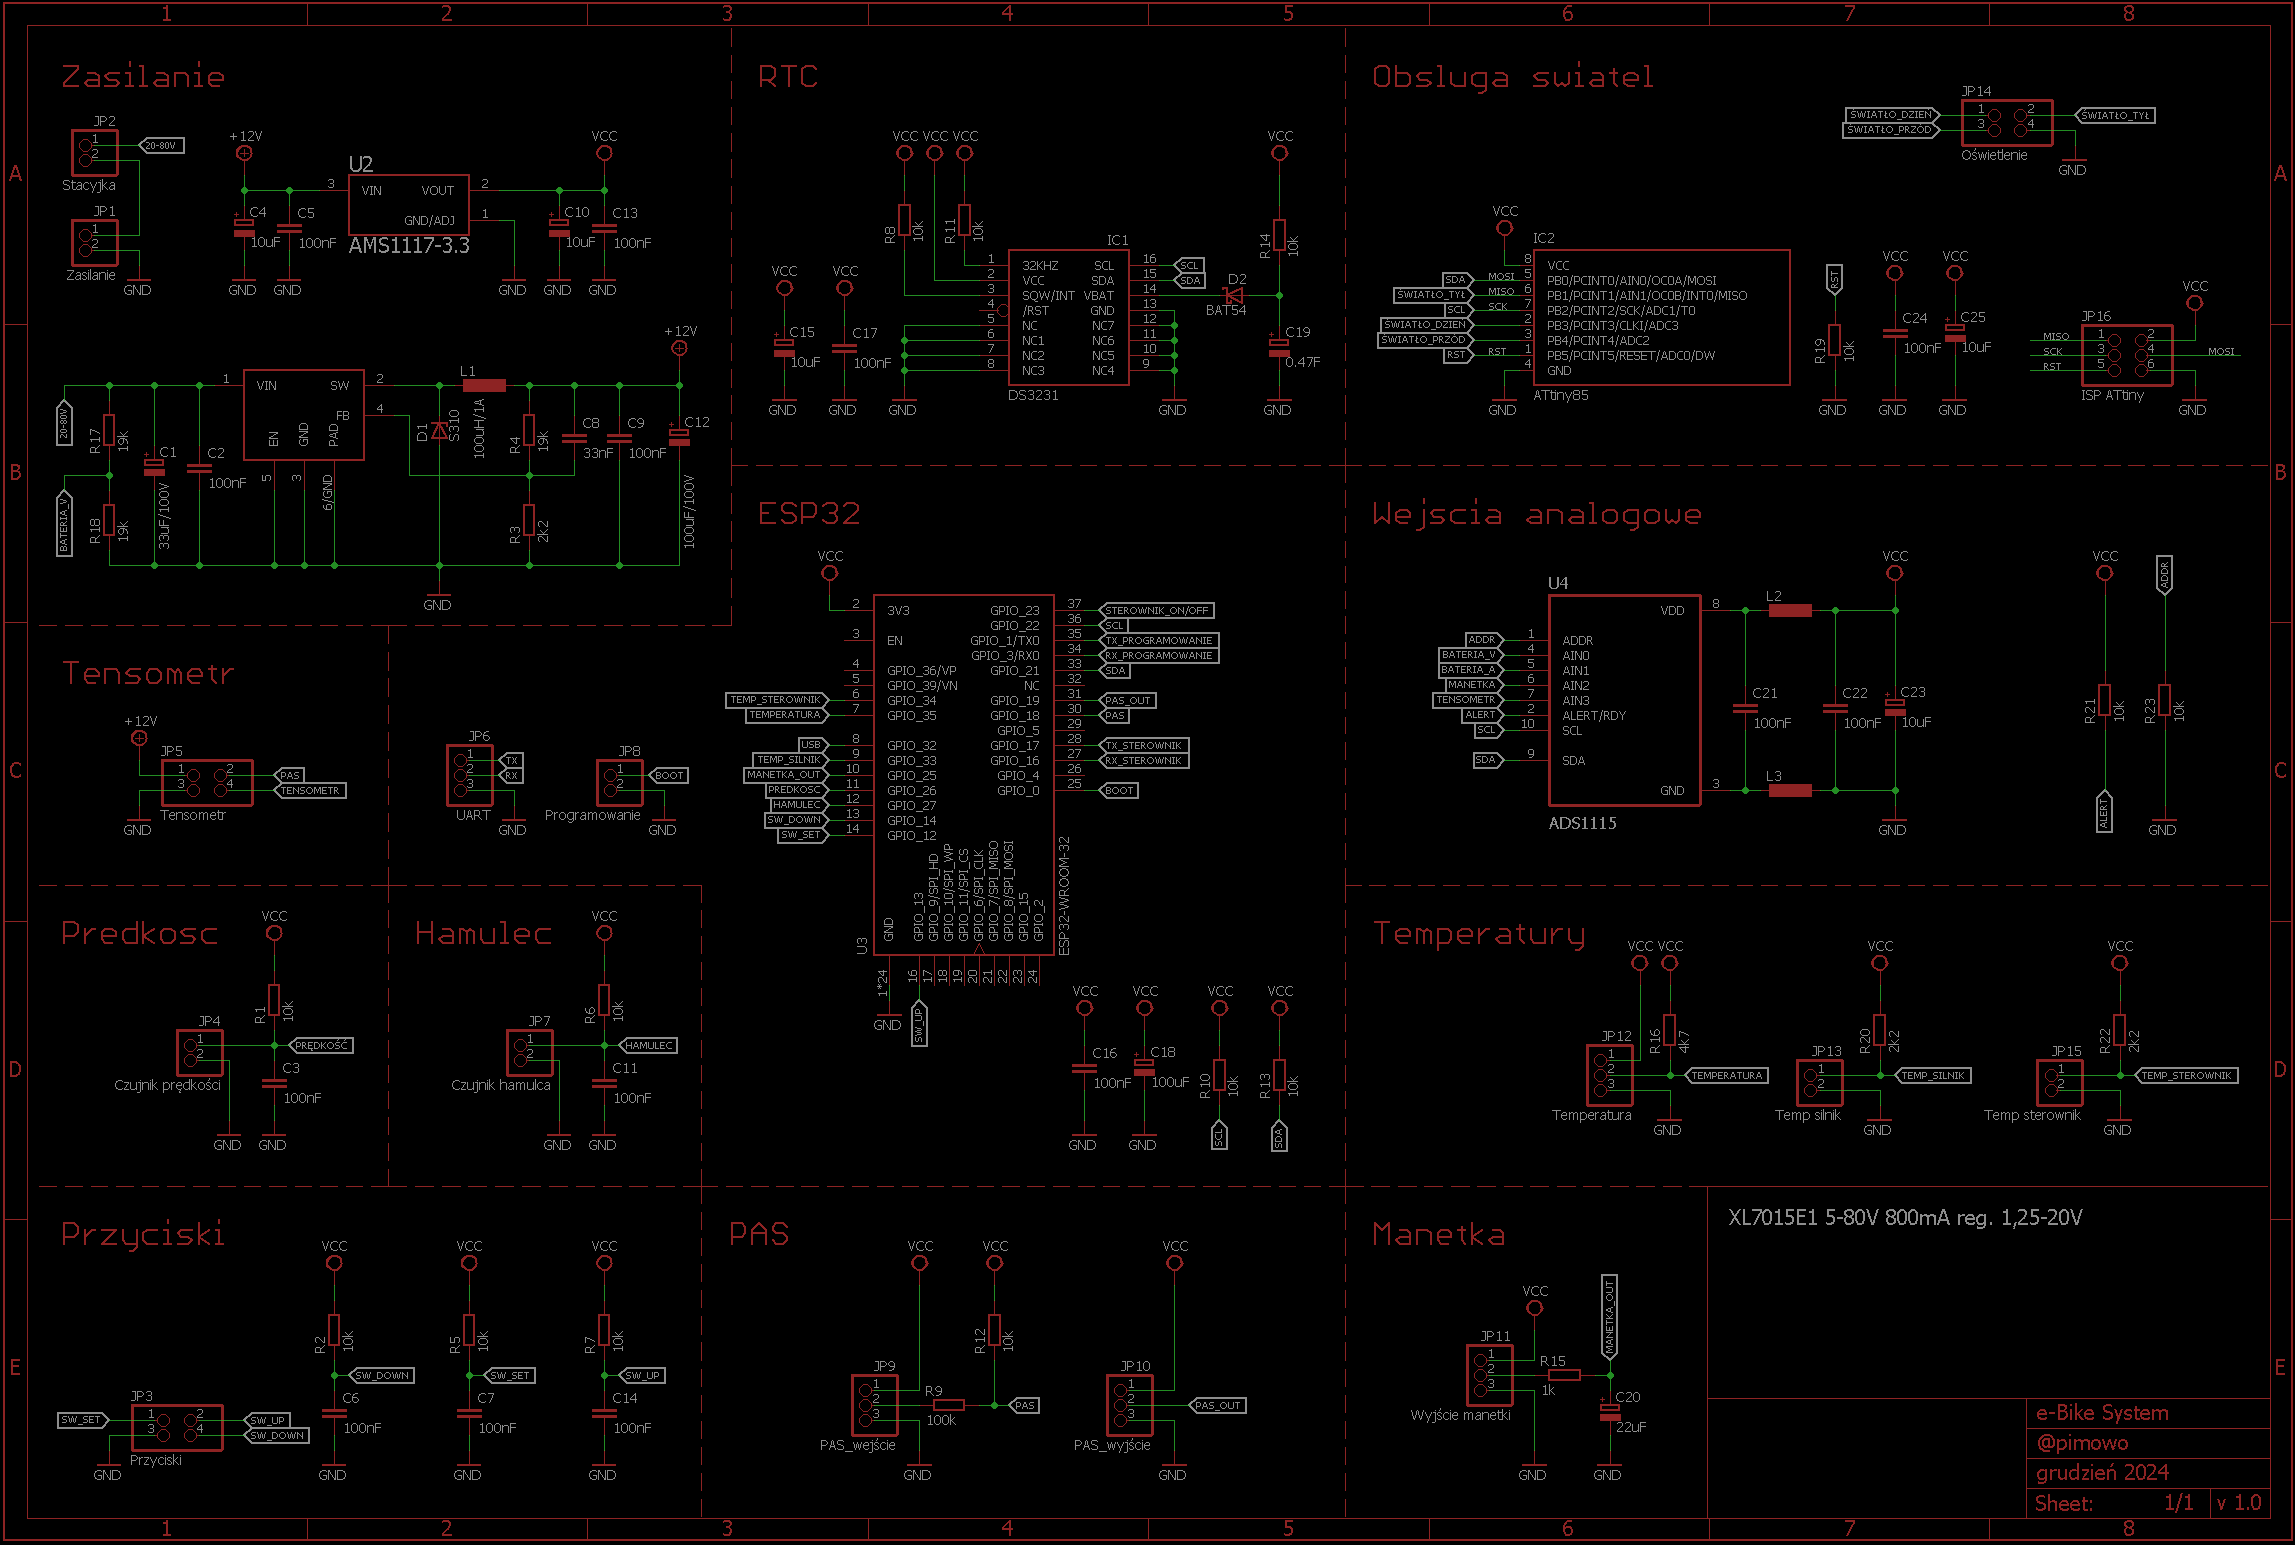 1 2 3 4 5 6 7 8
A B C D E
Zasilanie
JP2
1
2
Stacyjka
20-80V
JP1
1
2
Zasilanie
GND
+12V
C4
10uF
GND
C5
100nF
GND
U2
3 VIN VOUT 2
GND/ADJ 1
AMS1117-3.3
GND
C10
10uF
GND
VCC
C13
100nF
GND
20-80V
BATERIA_V
R17
19k
R18
19k
C1
33uF/100V
C2
100nF
1 VIN SW 2
FB 4
EN GND PAD
5 3 6/GND
D1
S310
L1
100uH/1A
R4
19k
R3
2k2
C8
33nF
C9
100nF
+12V
C12
100uF/100V
GND
RTC
VCC VCC VCC
R8
10k
R11
10k
VCC
C15
10uF
GND
VCC
C17
100nF
GND
IC1
1 32KHZ SCL 16 SCL
2 VCC SDA 15 SDA
3 SQW/INT VBAT 14
4 /RST GND 13
5 NC NC7 12
6 NC1 NC6 11
7 NC2 NC5 10
8 NC3 NC4 9
DS3231
GND
GND
VCC
R14
10k
D2
BAT54
C19
0.47F
GND
Obsluga swiatel
JP14
ŚWIATŁO_DZIEN 1 2 ŚWIATŁO_TYŁ
ŚWIATŁO_PRZÓD 3 4
Oświetlenie
GND
VCC
IC2
8 VCC
SDA MOSI 5 PB0/PCINT0/AIN0/OC0A/MOSI
ŚWIATŁO_TYŁ MISO 6 PB1/PCINT1/AIN1/OC0B/INT0/MISO
SCL SCK 7 PB2/PCINT2/SCK/ADC1/T0
ŚWIATŁO_DZIEN 2 PB3/PCINT3/CLKI/ADC3
ŚWIATŁO_PRZÓD 3 PB4/PCINT4/ADC2
RST RST 1 PB5/PCINT5/RESET/ADC0/DW
4 GND
GND
ATtiny85
RST
R19
10k
GND
VCC
C24
100nF
GND
VCC
C25
10uF
GND
VCC
JP16
MISO 1 2
SCK 3 4 MOSI
RST 5 6
ISP ATtiny
GND
ESP32
VCC
2 3V3 GPIO_23 37 STEROWNIK_ON/OFF
GPIO_22 36 SCL
3 EN GPIO_1/TX0 35 TX_PROGRAMOWANIE
GPIO_3/RX0 34 RX_PROGRAMOWANIE
4 GPIO_36/VP GPIO_21 33 SDA
5 GPIO_39/VN NC 32
TEMP_STEROWNIK 6 GPIO_34 GPIO_19 31 PAS_OUT
TEMPERATURA 7 GPIO_35 GPIO_18 30 PAS
GPIO_5 29
USB 8 GPIO_32 GPIO_17 28 TX_STEROWNIK
TEMP_SILNIK 9 GPIO_33 GPIO_16 27 RX_STEROWNIK
MANETKA_OUT 10 GPIO_25 GPIO_4 26
PREDKOSC 11 GPIO_26 GPIO_0 25 BOOT
HAMULEC 12 GPIO_27
SW_DOWN 13 GPIO_14
SW_SET 14 GPIO_12
GND
GPIO_13
GPIO_9/SPI_HD
GPIO_10/SPI_WP
GPIO_11/SPI_CS
GPIO_6/SPI_CLK
GPIO_7/SPI_MISO
GPIO_8/SPI_MOSI
GPIO_15
GPIO_2
U3
ESP32-WROOM-32
1*24 16 17 18 19 20 21 22 23 24
GND
SW_UP
VCC
C16
100nF
GND
VCC
C18
100uF
GND
VCC
R10
10k
SCL
VCC
R13
10k
SDA
Wejscia analogowe
U4
VDD 8
ADDR 1 ADDR
BATERIA_V 4 AIN0
BATERIA_A 5 AIN1
MANETKA 6 AIN2
TENSOMETR 7 AIN3
ALERT 2 ALERT/RDY
SCL 10 SCL
SDA 9 SDA
GND 3
ADS1115
L2
L3
C21
100nF
C22
100nF
VCC
C23
10uF
GND
VCC
R21
10k
ALERT
ADDR
R23
10k
GND
Tensometr
+12V
JP5
1 2 PAS
3 4 TENSOMETR
GND
Tensometr
JP6
1 TX
2 RX
3
UART
GND
JP8
1 BOOT
2
Programowanie
GND
Predkosc
VCC
R1
10k
JP4
1
2
PRĘDKOŚĆ
Czujnik prędkości
C3
100nF
GND
GND
Hamulec
VCC
R6
10k
JP7
1
2
HAMULEC
Czujnik hamulca
C11
100nF
GND
GND
Temperatury
VCC VCC
R16
4k7
JP12
1
2
3
TEMPERATURA
Temperatura
GND
VCC
R20
2k2
JP13
1
2
TEMP_SILNIK
Temp silnik
GND
VCC
R22
2k2
JP15
1
2
TEMP_STEROWNIK
Temp sterownik
GND
Przyciski
JP3
SW_SET 1 2 SW_UP
3 4 SW_DOWN
Przyciski
GND
VCC
R2
10k
SW_DOWN
C6
100nF
GND
VCC
R5
10k
SW_SET
C7
100nF
GND
VCC
R7
10k
SW_UP
C14
100nF
GND
PAS
VCC
VCC
R12
10k
JP9
1
2
3
R9
100k
PAS
PAS_wejście
GND
VCC
JP10
1
2
3
PAS_OUT
PAS_wyjście
GND
Manetka
VCC
MANETKA_OUT
JP11
1
2
3
R15
1k
C20
22uF
Wyjście manetki
GND
GND
XL7015E1 5-80V 800mA reg. 1,25-20V
e-Bike System
@pimowo
grudzień 2024
Sheet: 1/1 v 1.0
1 2 3 4 5 6 7 8
A B C D E